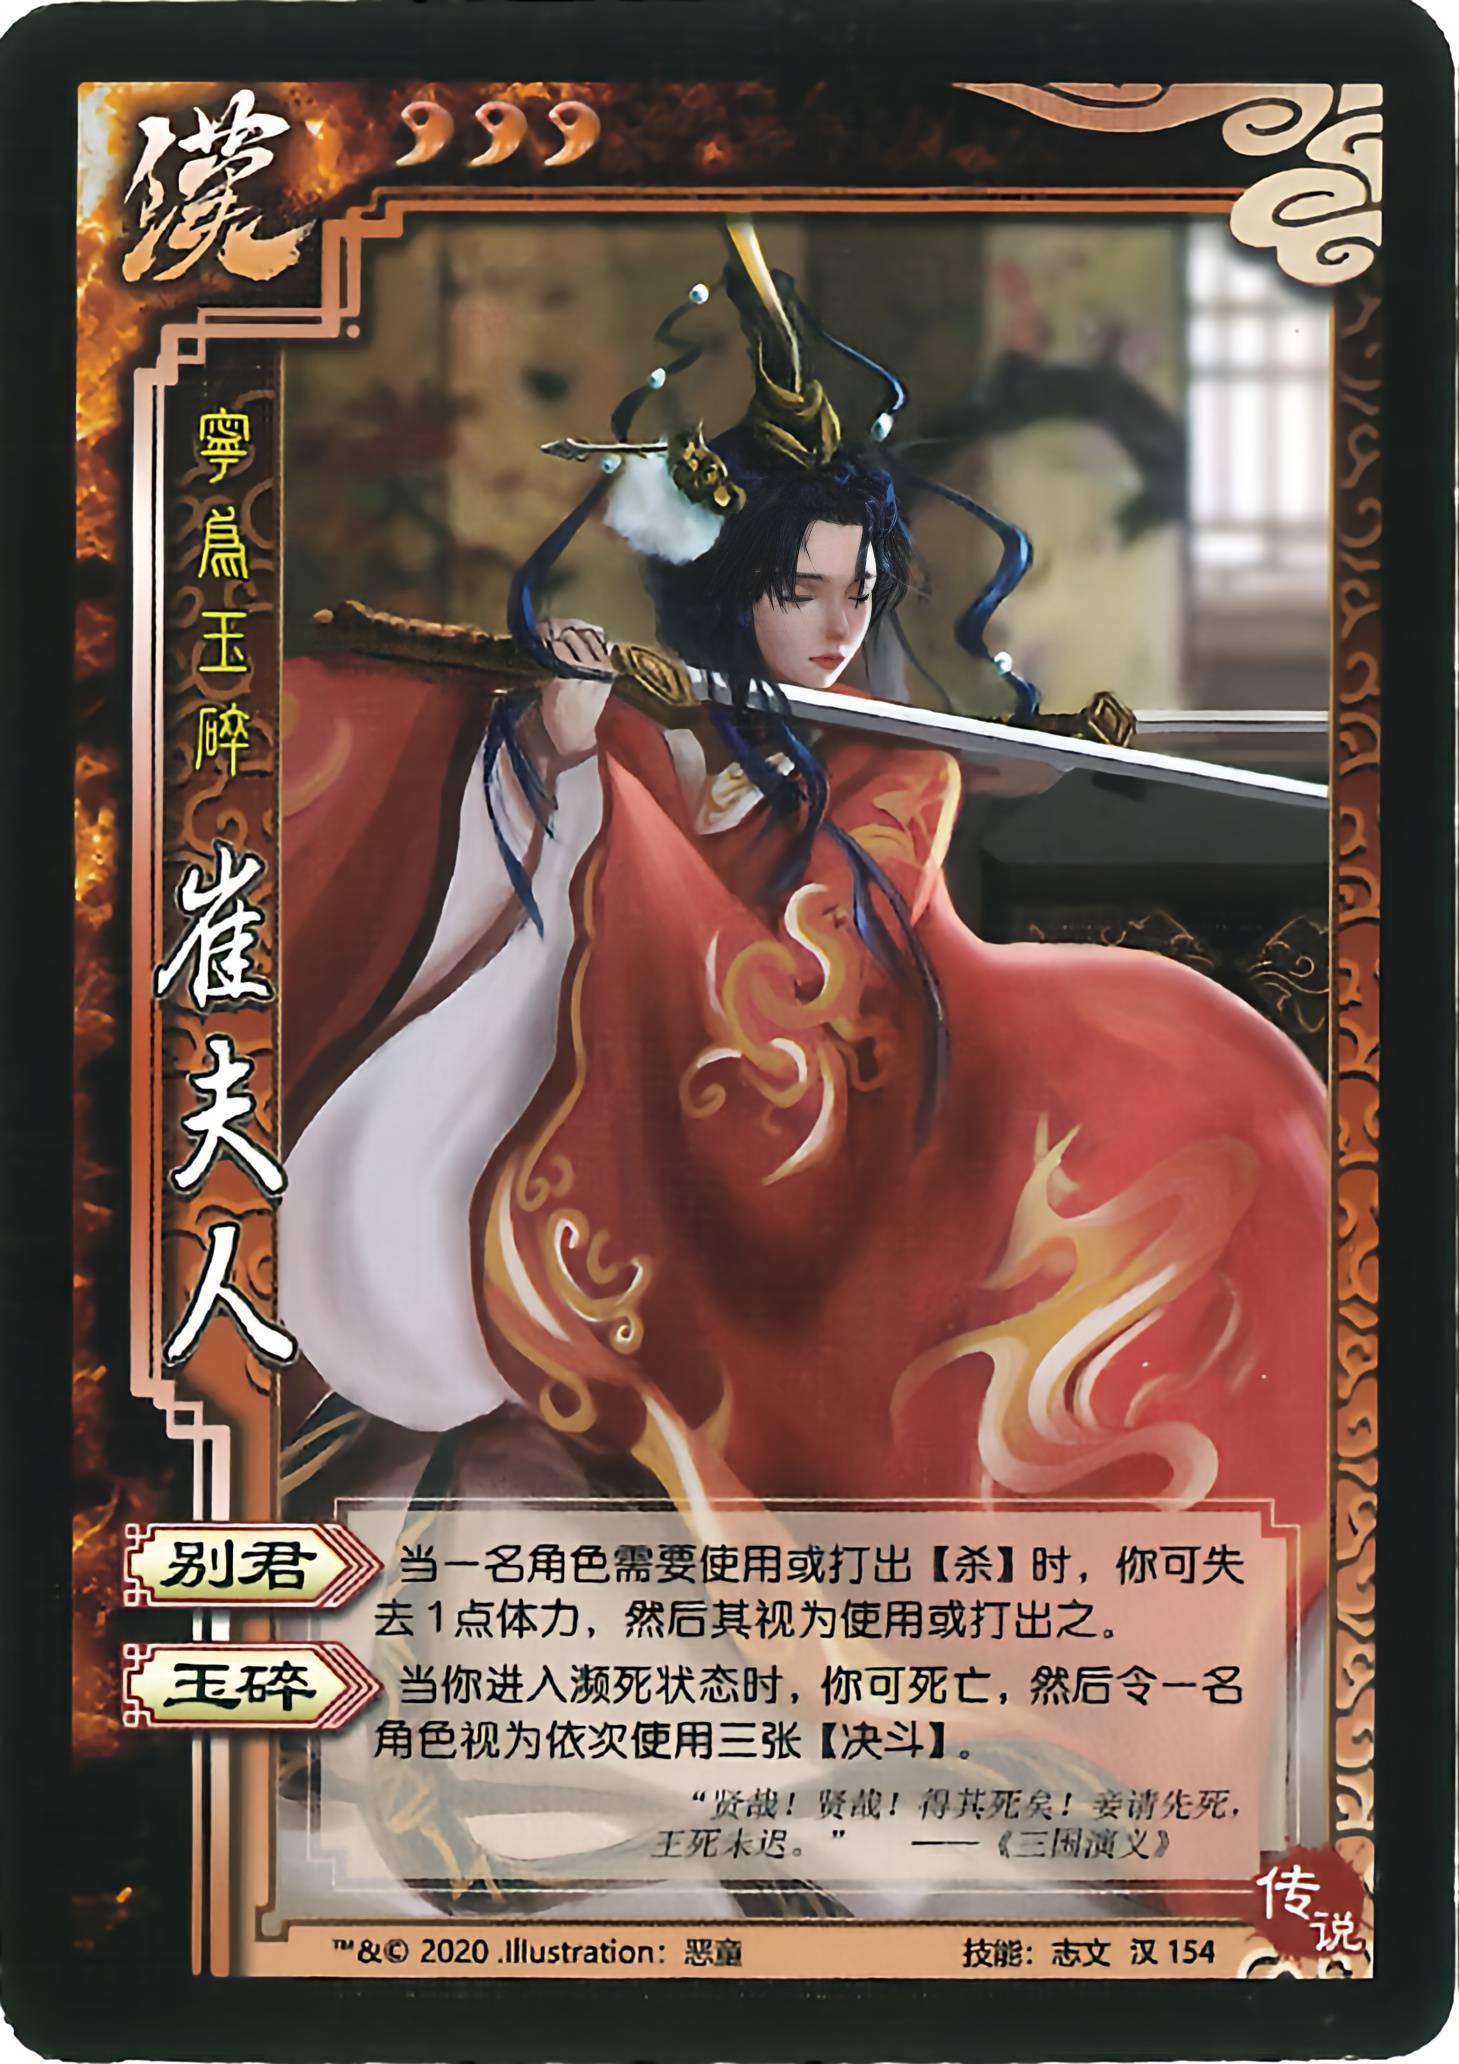 汉
寧爲玉碎
崔夫人
别君
当一名角色需要使用或打出【杀】时，你可失
去1点体力，然后其视为使用或打出之。
玉碎
当你进入濒死状态时，你可死亡，然后令一名
角色视为依次使用三张【决斗】。
“贤哉！贤哉！得其死矣！妾请先死，
王死未迟。” ——《三国演义》
传说
™&© 2020 .Illustration: 恶童
技能：志文 汉 154